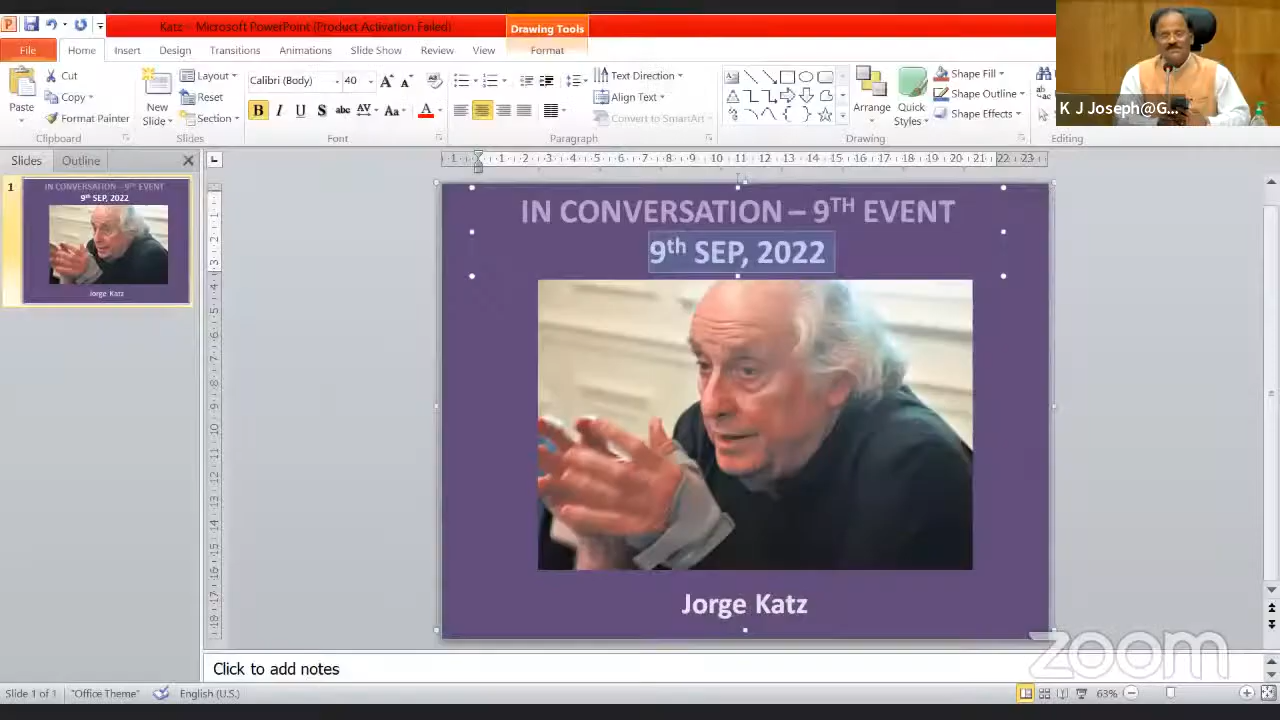 Katz - Microsoft PowerPoint (Product Activation Failed)
Drawing Tools
File Home Insert Design Transitions Animations Slide Show Review View Format
Paste
Cut
Copy
Format Painter
Clipboard
New
Slide
Layout
Reset
Section
Slides
Calibri (Body) 40
B I U S abc AV Aa A
Font
Text Direction
Align Text
Convert to SmartArt
Paragraph
Arrange
Quick
Styles
Shape Fill
Shape Outline
Shape Effects
Drawing
Editing
K J Joseph@G...
Slides Outline
1
IN CONVERSATION – 9TH EVENT
9th SEP, 2022
Jorge Katz
IN CONVERSATION – 9TH EVENT
9th SEP, 2022
Jorge Katz
zoom
Click to add notes
Slide 1 of 1 "Office Theme" English (U.S.) 63%